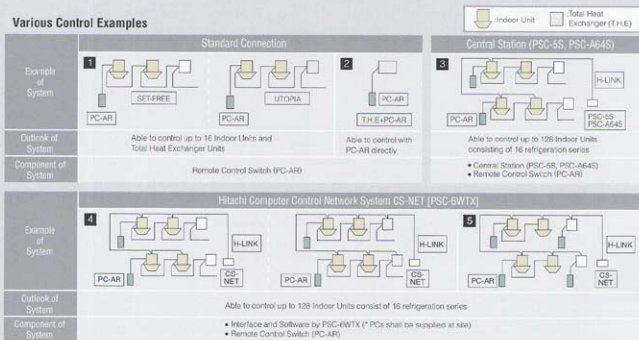 Various Control Examples
:Indoor Unit
:Total Heat
Exchanger (T.H.E)
Standard Connection
Central Station (PSC-5S, PSC-A64S)
Example
of
System
1
SET-FREE
PC-AR
UTOPIA
PC-AR
2
PC-AR
T.H.E+PC-AR
3
H-LINK
PC-AR
PSC-5S
PSC-A64S
Outlook of
System
Able to control up to 16 Indoor Units and
Total Heat Exchanger Units
Able to control with
PC-AR directly
Able to control up to 128 Indoor Units
consisting of 16 refrigeration series
Component of
System
Remote Control Switch (PC-AR)
• Central Station (PSC-5S, PSC-A64S)
• Remote Control Switch (PC-AR)
Hitachi Computer Control Network System CS-NET [PSC-6WTX]
Example
of
System
4
H-LINK
PC-AR
CS-
NET
H-LINK
PC-AR
CS-
NET
5
H-LINK
PC-AR
CS-
NET
Outlook of
System
Able to control up to 128 Indoor Units consist of 16 refrigeration series
Component of
System
• Interface and Software by PSC-6WTX (* PCs shall be supplied at site)
• Remote Control Switch (PC-AR)